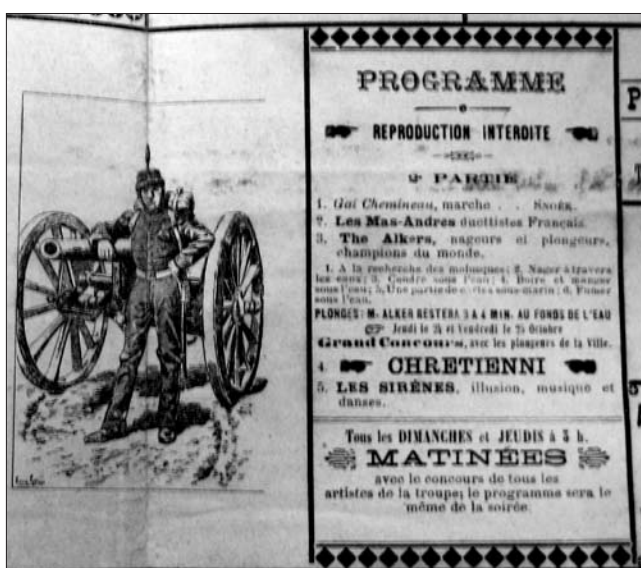 PROGRAMME
REPRODUCTION INTERDITE
2e PARTIE
1. Gai Chemineau, marche . . .
2. Les Mas-Andres duettistes Français.
3. The Alkers, nageurs et plongeurs,
champions du monde.
1. A la recherche des molusques; 2. Nager à travers
les eaux; 3. Coudre sous l'eau; 4. Boire et manger
sous l'eau; 5. Une partie de cartes sous-marin; 6. Fumer
sous l'eau.
PLONGES: M. ALKER RESTERA 3 A 4 MIN. AU FONDS DE L'EAU
Jeudi le 24 et Vendredi le 25 Octobre
Grand Concours, avec les plongeurs de la Ville.
4. CHRETIENNI
5. LES SIRÈNES, illusion, musique et
danses.
Tous les DIMANCHES et JEUDIS à 3 h.
MATINÉES
avec le concours de tous les
artistes de la troupe; le programme sera le
même de la soirée.